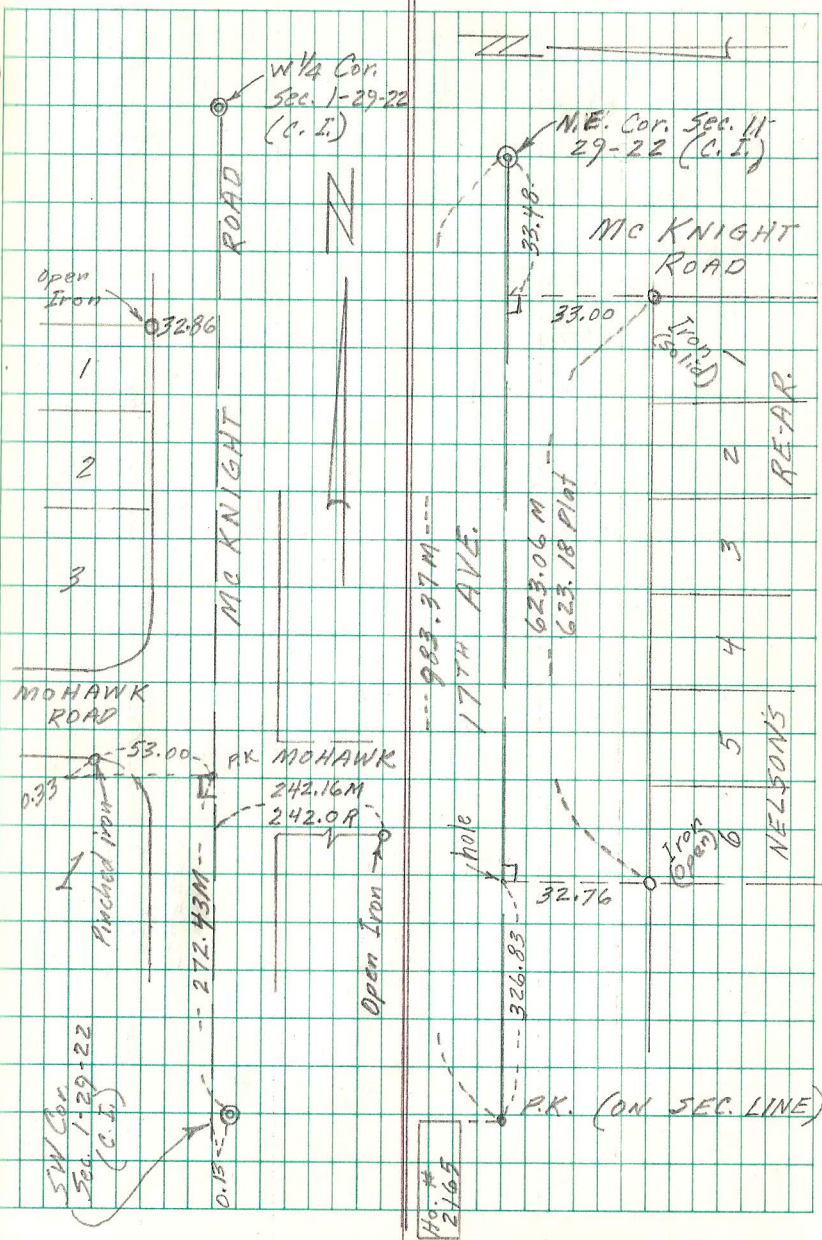 W 1/4 Cor.
Sec. 1-29-22
(C.I.)
N
ROAD
Open
Iron
32.86
1
2
3
MC KNIGHT
MOHAWK
ROAD
53.00
P.K. MOHAWK
0.33
242.16M
242.0R
1
Pinched iron
-- 272.43M --
Open Iron
SW Cor.
Sec. 1-29-22
(C.I.)
0.13
N
N.E. Cor. Sec. 11-
29-22 (C.I.)
33.48
MC KNIGHT
ROAD
33.00
Iron
(Solid)
1
2
RE-AR.
3
4
5
6
NELSON'S
--- 983.37M ---
17TH AVE.
-- 623.06 M --
623.18 Plat
hole
32.76
Iron
(Open)
326.83
P.K. (ON SEC. LINE)
Ho. #
2165